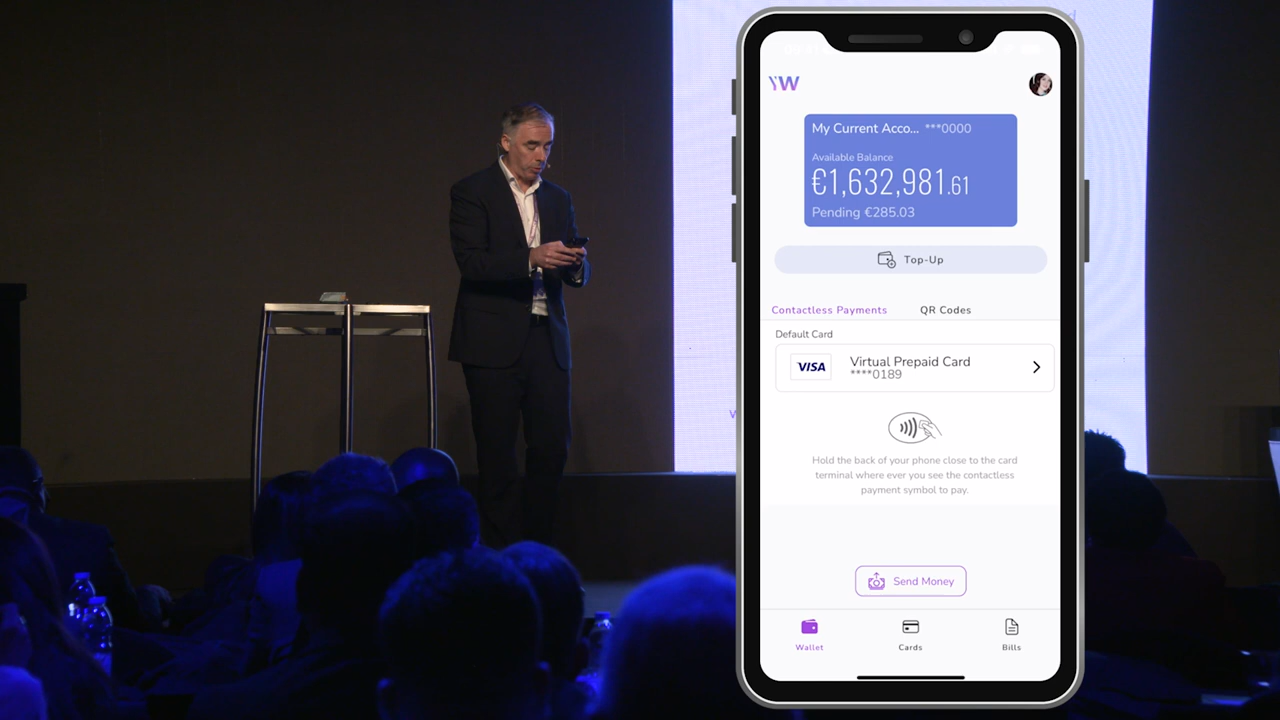 YW
My Current Acco... ***0000
Available Balance
€1,632,981.61
Pending €285.03
Top-Up
Contactless Payments QR Codes
Default Card
VISA
Virtual Prepaid Card
****0189
Hold the back of your phone close to the card
terminal where ever you see the contactless
payment symbol to pay.
Send Money
Wallet Cards Bills